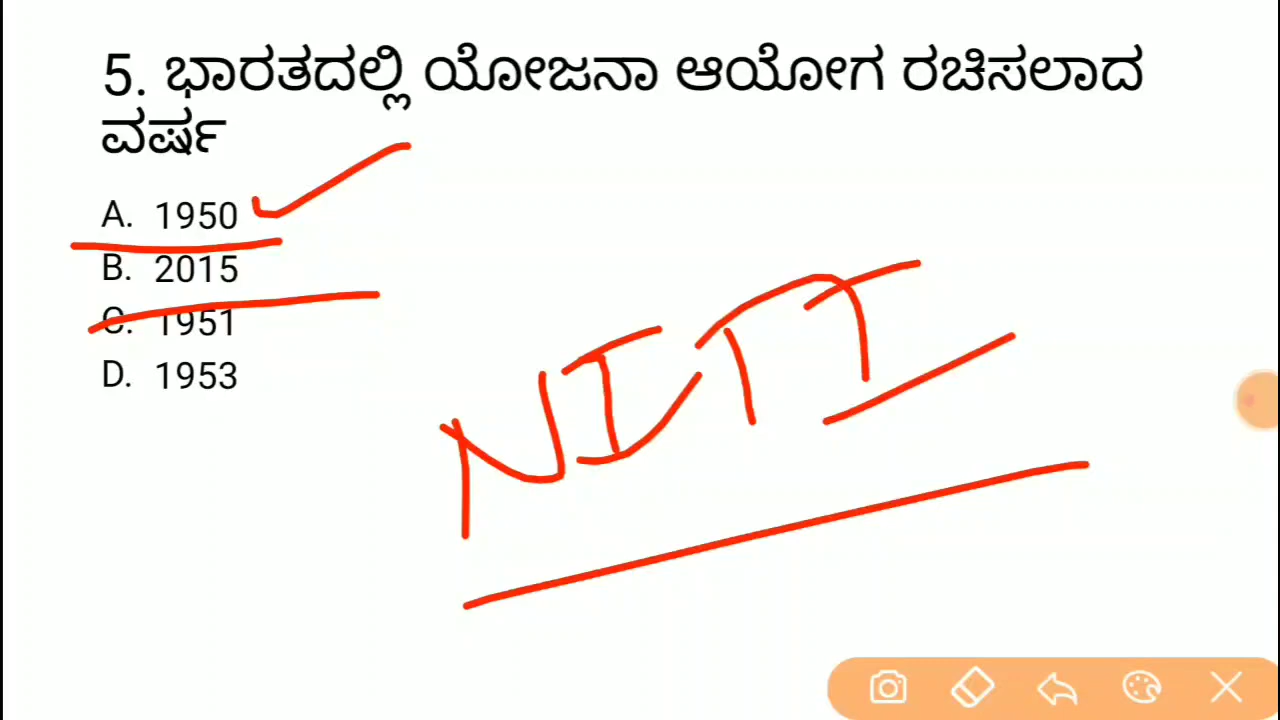 5. ಭಾರತದಲ್ಲಿ ಯೋಜನಾ ಆಯೋಗ ರಚಿಸಲಾದ
ವರ್ಷ
A. 1950
B. 2015
C. 1951
D. 1953
NITI